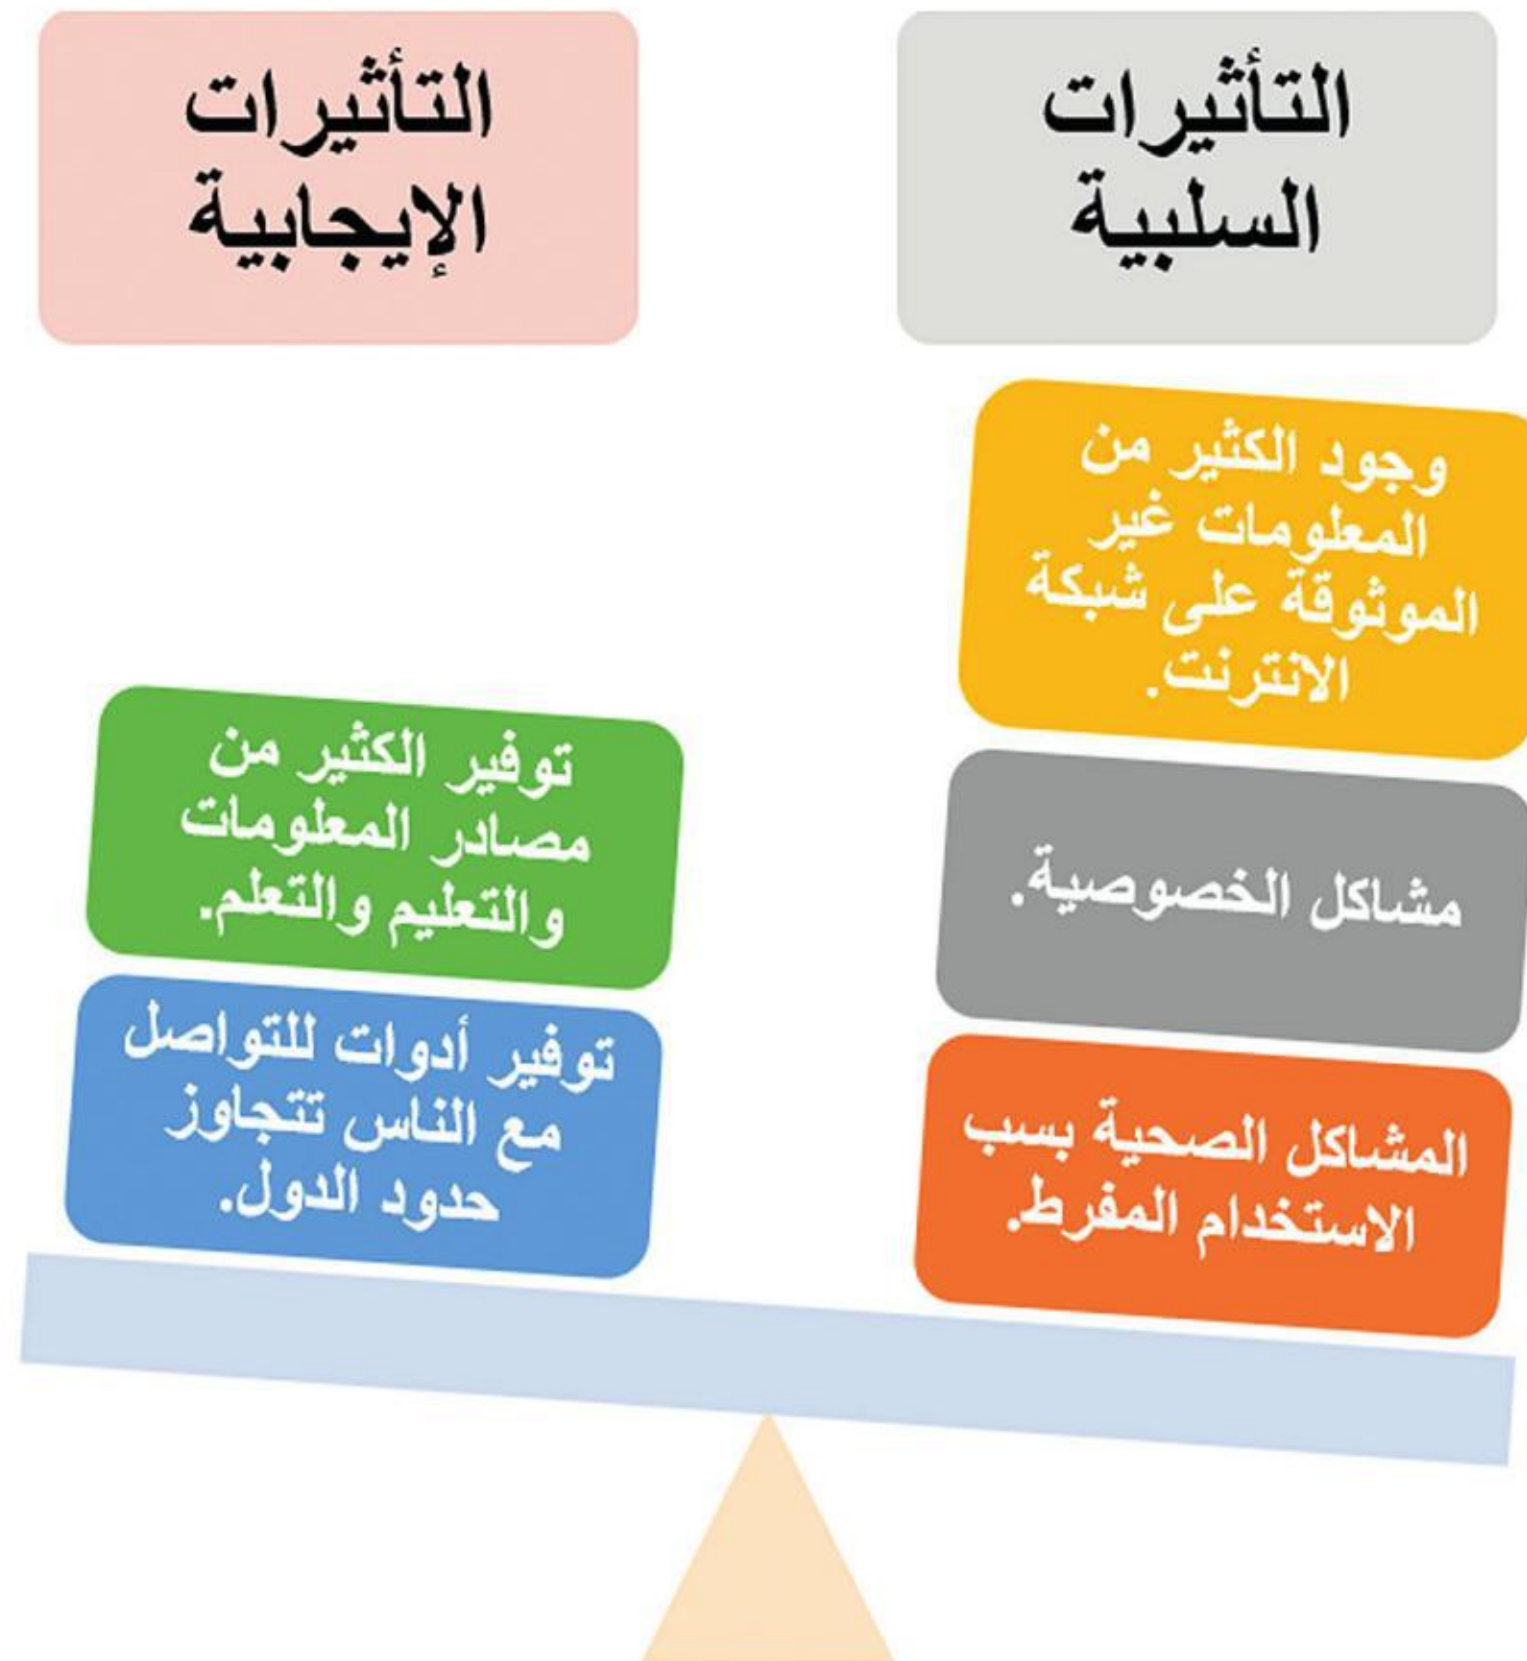 التأثيرات
السلبية
وجود الكثير من
المعلومات غير
الموثوقة على شبكة
الانترنت.
مشاكل الخصوصية.
المشاكل الصحية بسب
الاستخدام المفرط.
التأثيرات
الإيجابية
توفير الكثير من
مصادر المعلومات
والتعليم والتعلم.
توفير أدوات للتواصل
مع الناس تتجاوز
حدود الدول.